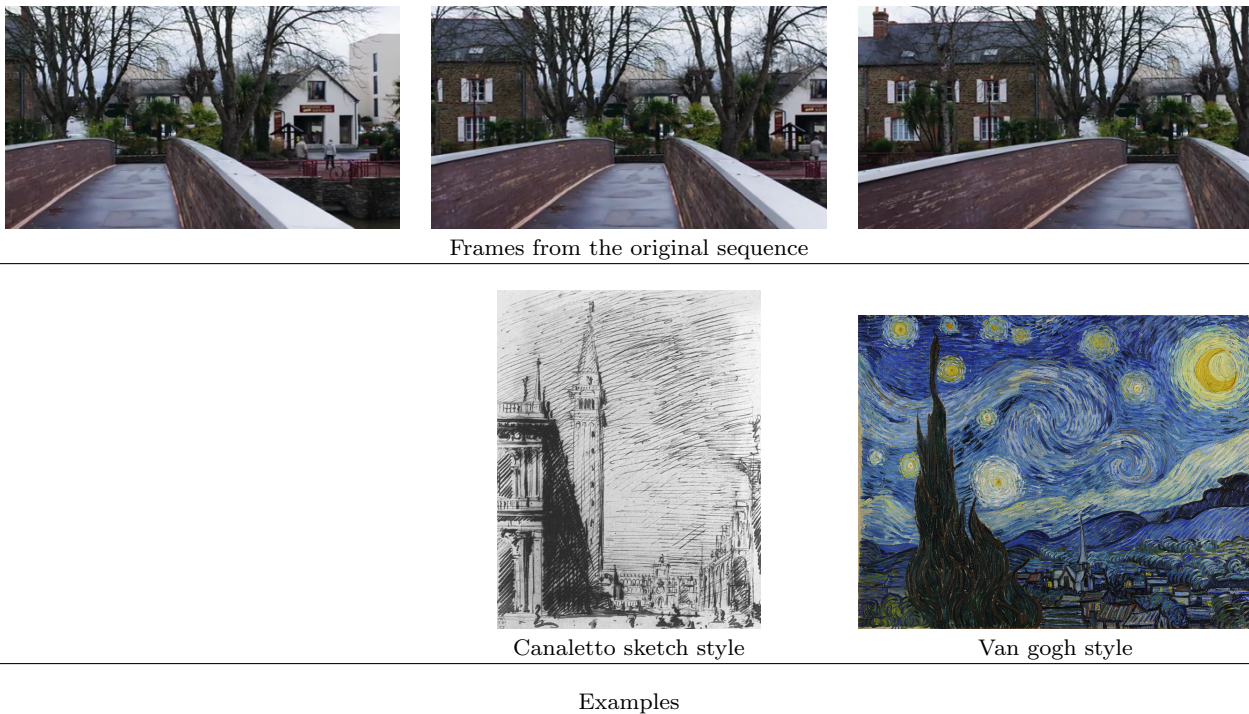 Frames from the original sequence
Canaletto sketch style
Van gogh style
Examples